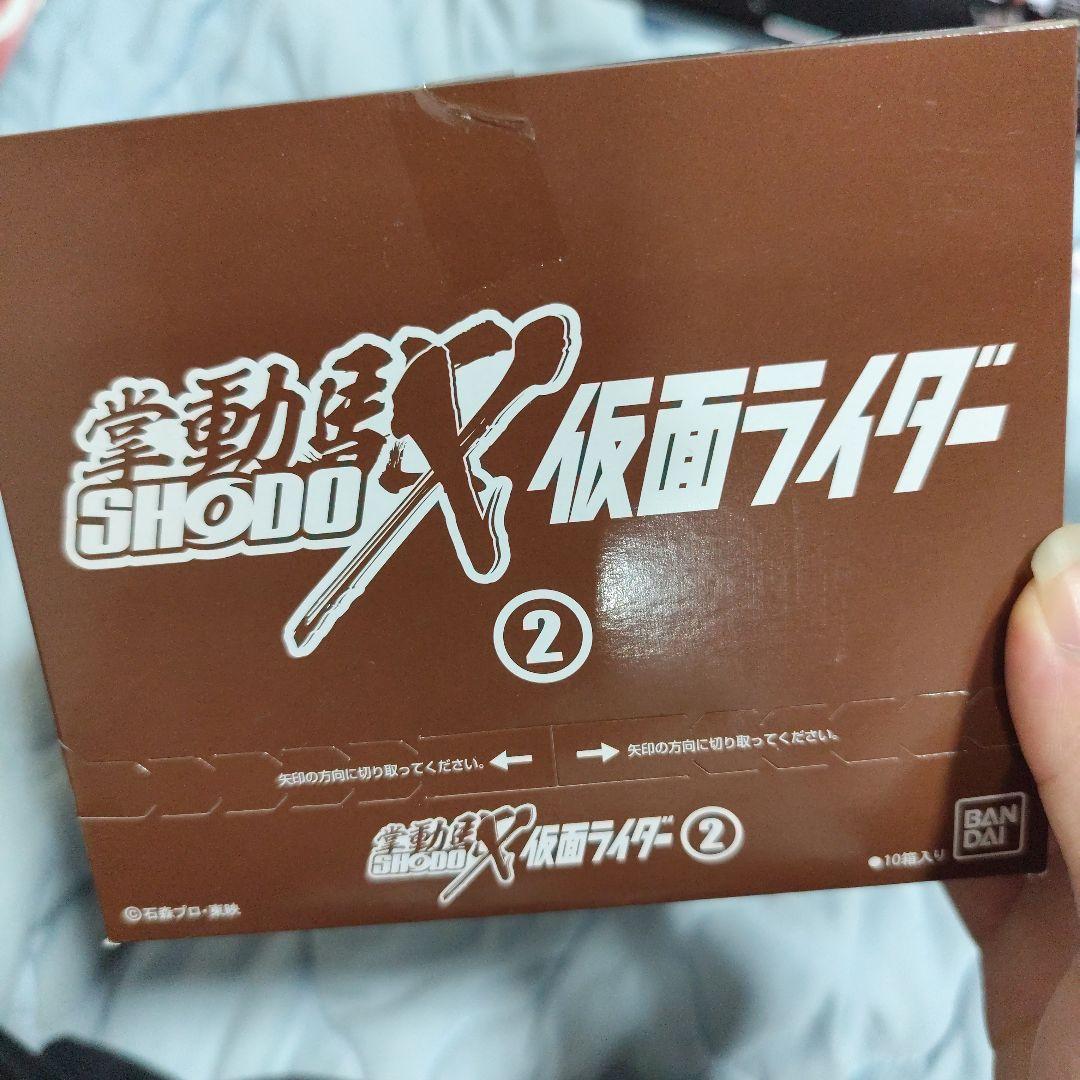 掌動駆 仮面ライダー
SHODO
②
矢印の方向に切り取ってください。← → 矢印の方向に切り取ってください。
掌動駆 仮面ライダー ②
SHODO
●10箱入り
BAN
DAI
©石森プロ・東映